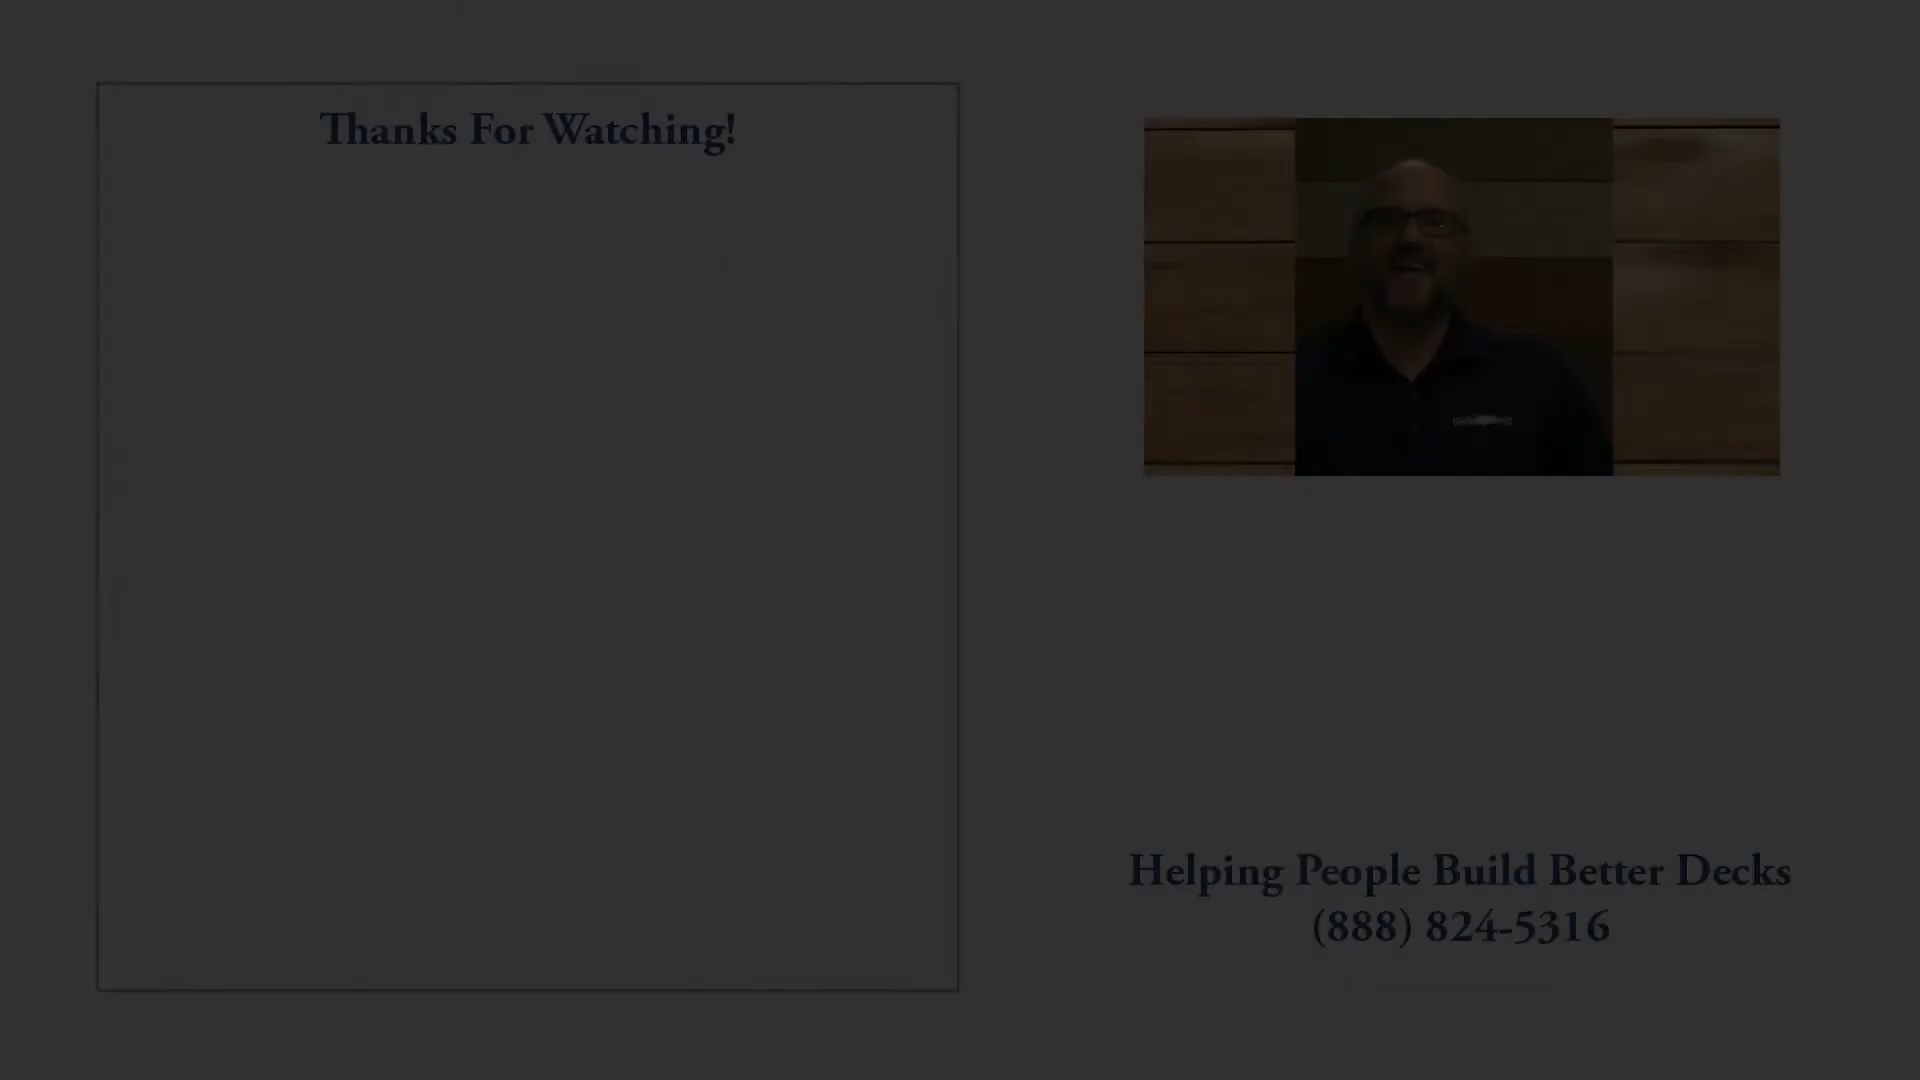 Thanks For Watching!
Helping People Build Better Decks
(888) 824-5316